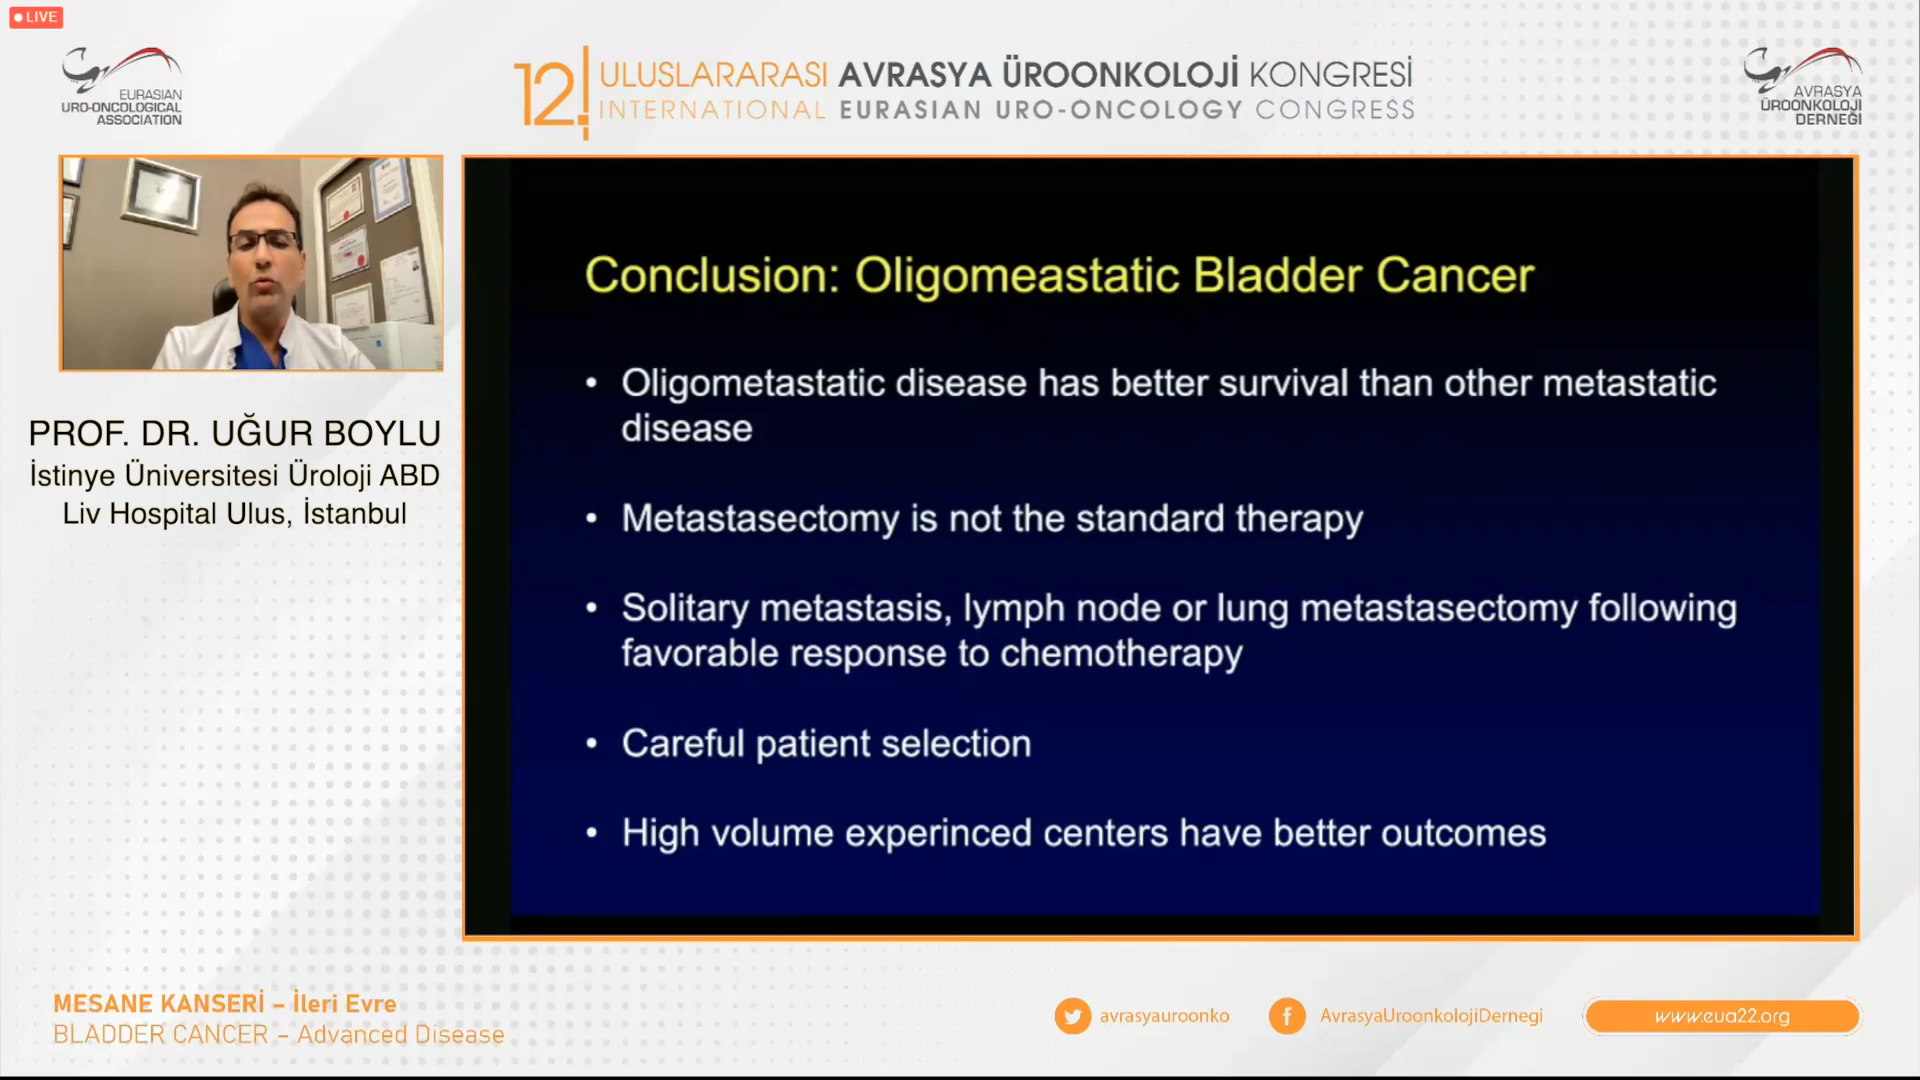 LIVE
EURASIAN
URO-ONCOLOGICAL
ASSOCIATION
12. ULUSLARARASI AVRASYA ÜROONKOLOJİ KONGRESİ
INTERNATIONAL EURASIAN URO-ONCOLOGY CONGRESS
AVRASYA
ÜROONKOLOJİ
DERNEĞİ
PROF. DR. UĞUR BOYLU
İstinye Üniversitesi Üroloji ABD
Liv Hospital Ulus, İstanbul
Conclusion: Oligomeastatic Bladder Cancer
• Oligometastatic disease has better survival than other metastatic
disease
• Metastasectomy is not the standard therapy
• Solitary metastasis, lymph node or lung metastasectomy following
favorable response to chemotherapy
• Careful patient selection
• High volume experinced centers have better outcomes
MESANE KANSERİ – İleri Evre
BLADDER CANCER – Advanced Disease
avrasyauroonko
AvrasyaUroonkolojiDernegi
www.eua22.org